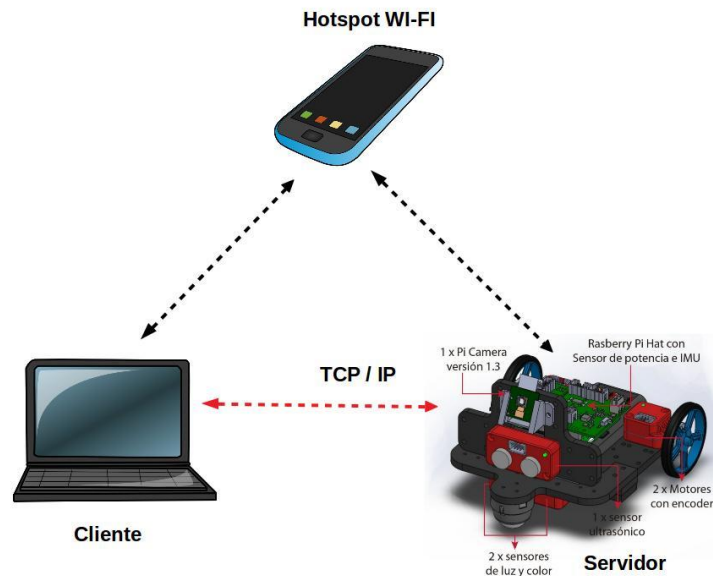 Hotspot WI-FI
1 x Pi Camera
versión 1.3
Rasberry Pi Hat con
Sensor de potencia e IMU
TCP / IP
2 x Motores
con encoder
1 x sensor
ultrasónico
2 x sensores
de luz y color
Cliente
Servidor